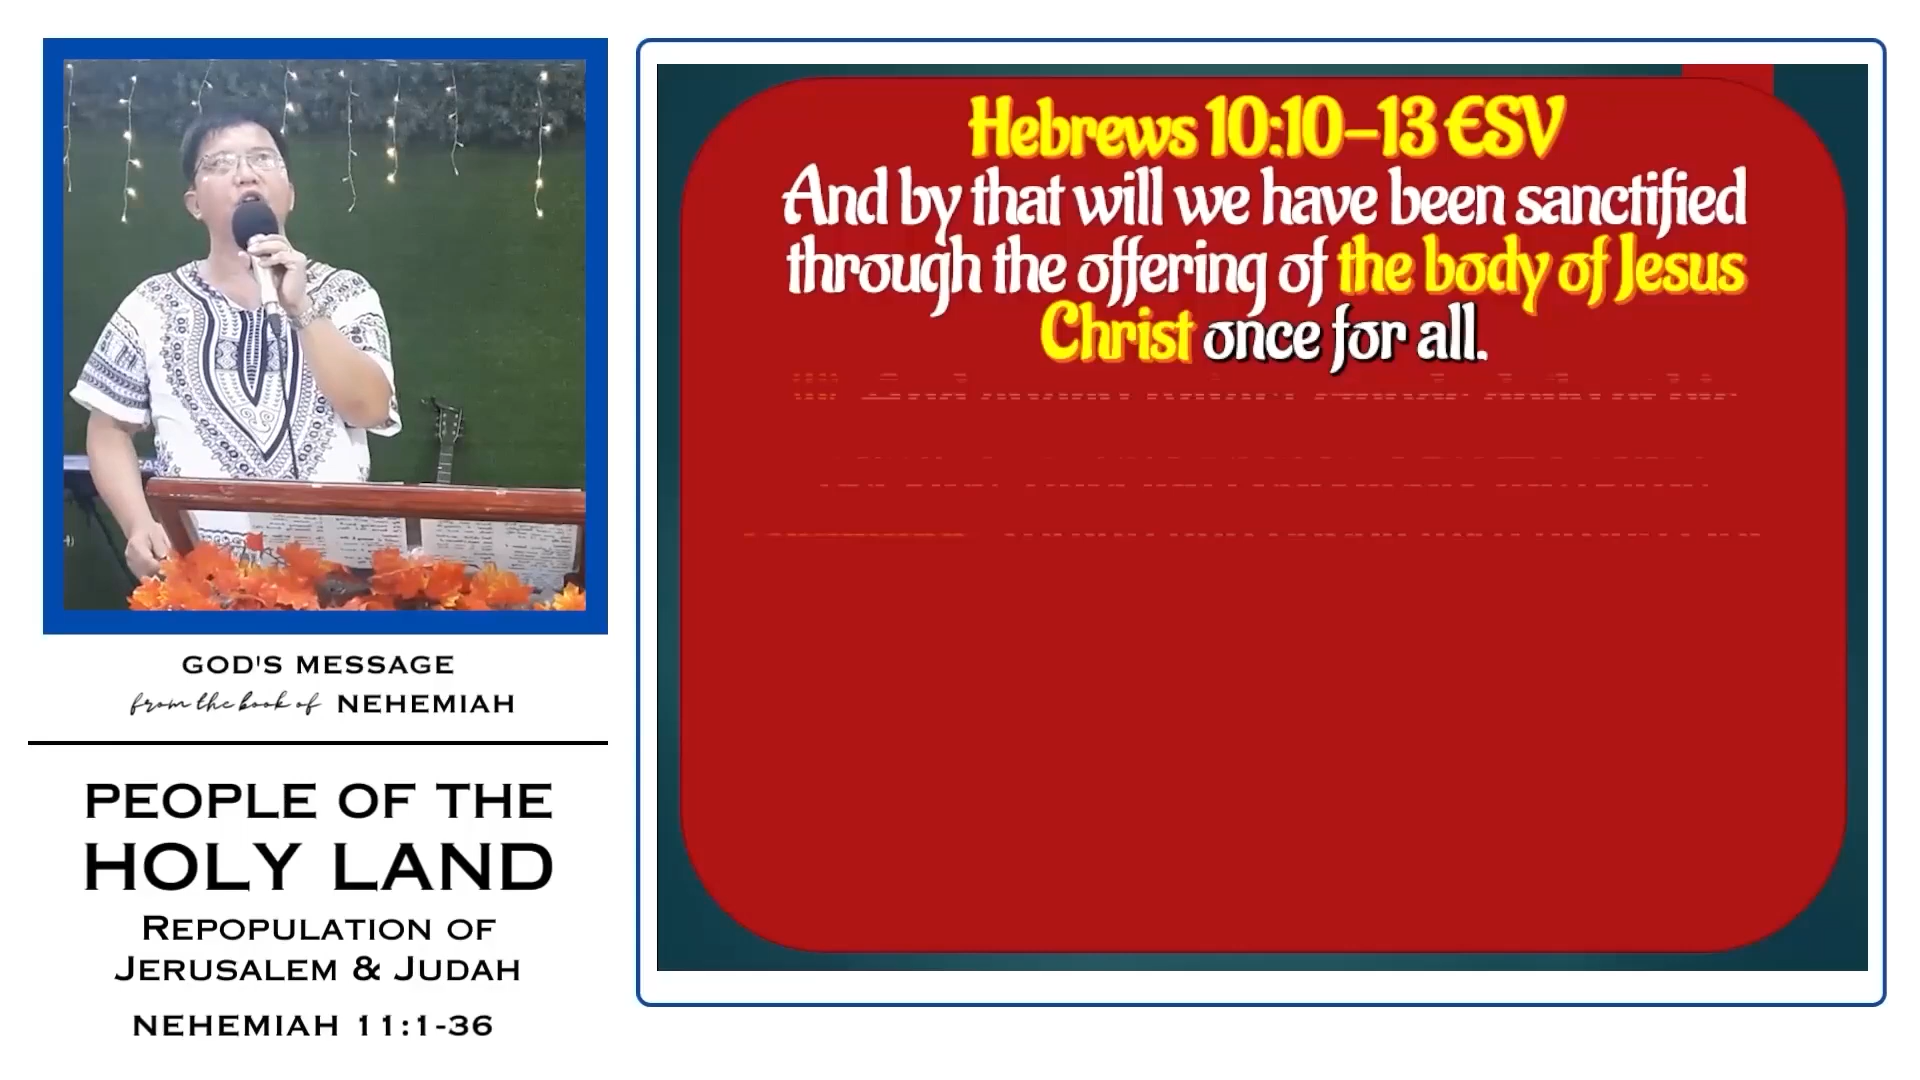 GOD'S MESSAGE
from the book of NEHEMIAH
PEOPLE OF THE
HOLY LAND
REPOPULATION OF
JERUSALEM & JUDAH
NEHEMIAH 11:1-36
Hebrews 10:10–13 ESV
And by that will we have been sanctified
through the offering of the body of Jesus
Christ once for all.